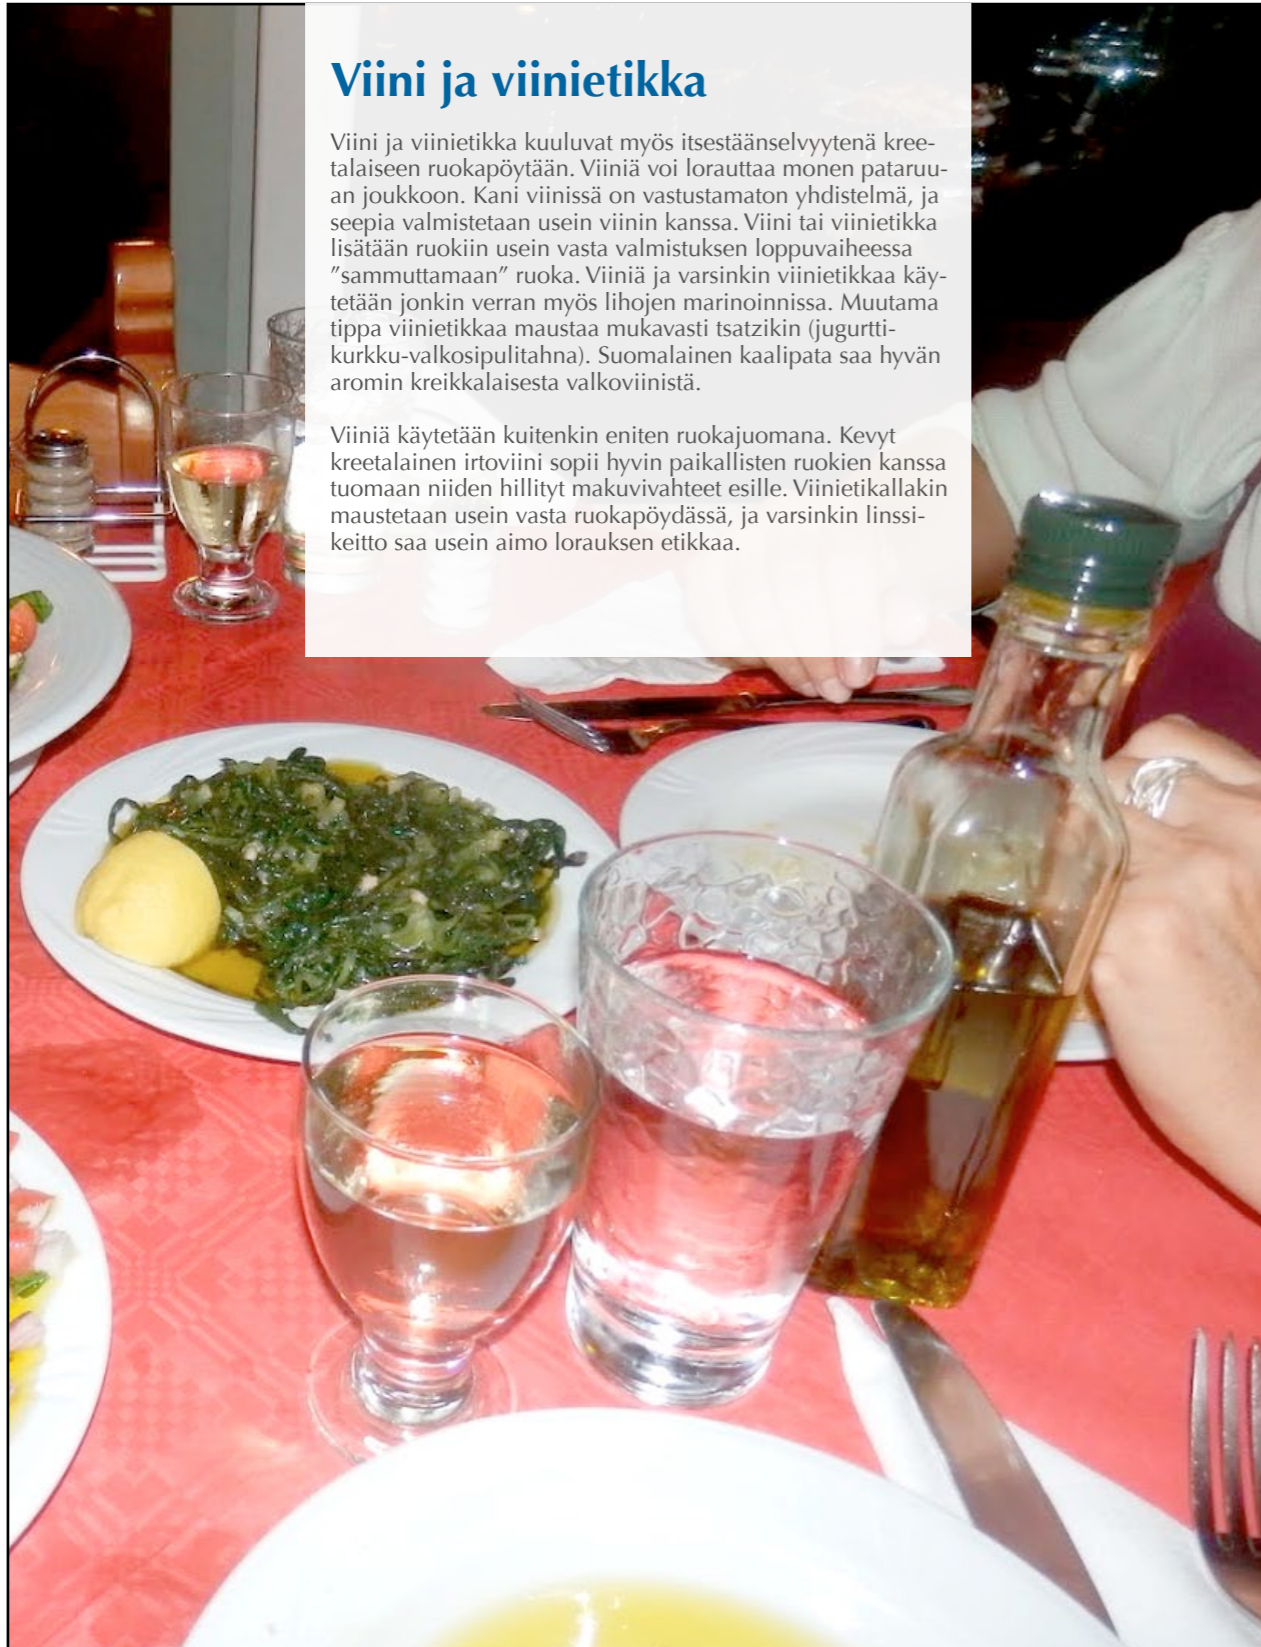 Viini ja viinietikka
Viini ja viinietikka kuuluvat myös itsestäänselvyytenä kree-
talaiseen ruokapöytään. Viiniä voi lorauttaa monen pataruu-
an joukkoon. Kani viinissä on vastustamaton yhdistelmä, ja
seepia valmistetaan usein viinin kanssa. Viini tai viinietikka
lisätään ruokiin usein vasta valmistuksen loppuvaiheessa
”sammuttamaan” ruoka. Viiniä ja varsinkin viinietikkaa käy-
tetään jonkin verran myös lihojen marinoinnissa. Muutama
tippa viinietikkaa maustaa mukavasti tsatzikin (jugurtti-
kurkku-valkosipulitahna). Suomalainen kaalipata saa hyvän
aromin kreikkalaisesta valkoviinistä.
Viiniä käytetään kuitenkin eniten ruokajuomana. Kevyt
kreetalainen irtoviini sopii hyvin paikallisten ruokien kanssa
tuomaan niiden hillityt makuvivahteet esille. Viinietikallakin
maustetaan usein vasta ruokapöydässä, ja varsinkin linssi-
keitto saa usein aimo lorauksen etikkaa.